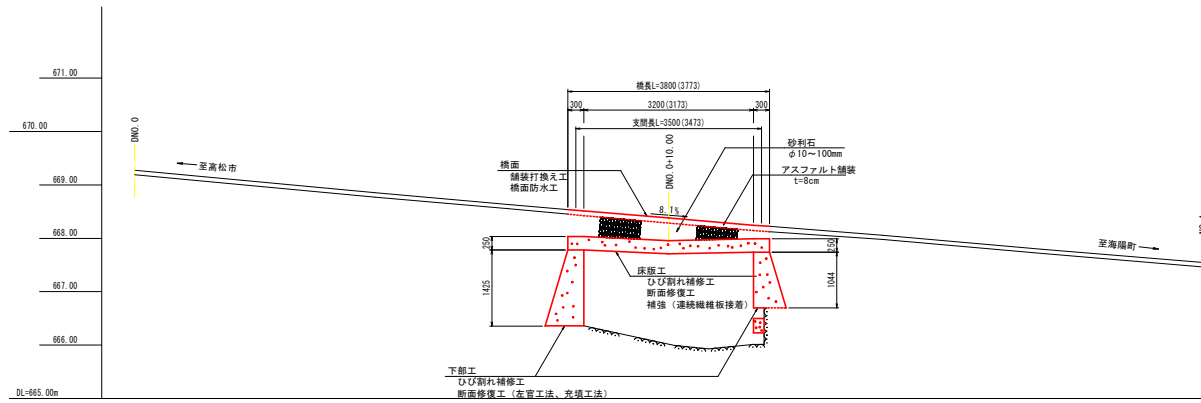 671.00
670.00
669.00
668.00
667.00
666.00
DL=665.00m
DNO.0
至高松市
橋長L=3800(3773)
300
3200(3173)
300
支間長L=3500(3473)
DNO.0+10.00
砂利石
φ10～100mm
アスファルト舗装
t=8cm
橋面
舗装打換え工
橋面防水工
8.1%
250
1425
250
1044
床版工
ひび割れ補修工
断面修復工
補強（連続繊維板接着）
至海陽町
下部工
ひび割れ補修工
断面修復工（左官工法、充填工法）